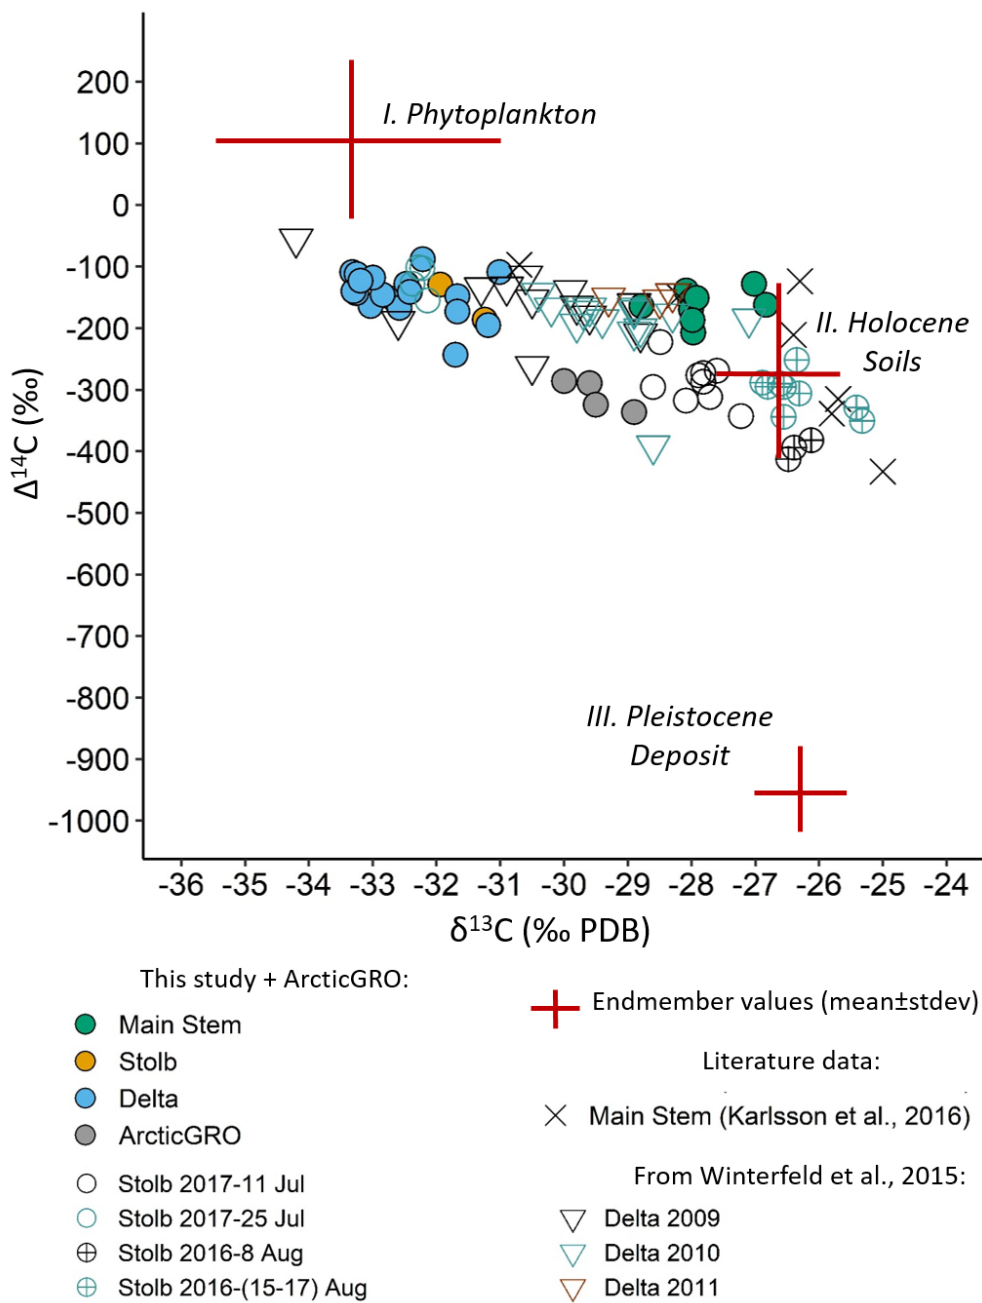 200
100
0
-100
-200
-300
-400
-500
-600
-700
-800
-900
-1000
Δ¹⁴C (‰)
I. Phytoplankton
II. Holocene
Soils
III. Pleistocene
Deposit
-36 -35 -34 -33 -32 -31 -30 -29 -28 -27 -26 -25 -24
δ¹³C (‰ PDB)
This study + ArcticGRO:
Main Stem
Stolb
Delta
ArcticGRO
Stolb 2017-11 Jul
Stolb 2017-25 Jul
Stolb 2016-8 Aug
Stolb 2016-(15-17) Aug
Endmember values (mean±stdev)
Literature data:
Main Stem (Karlsson et al., 2016)
From Winterfeld et al., 2015:
Delta 2009
Delta 2010
Delta 2011